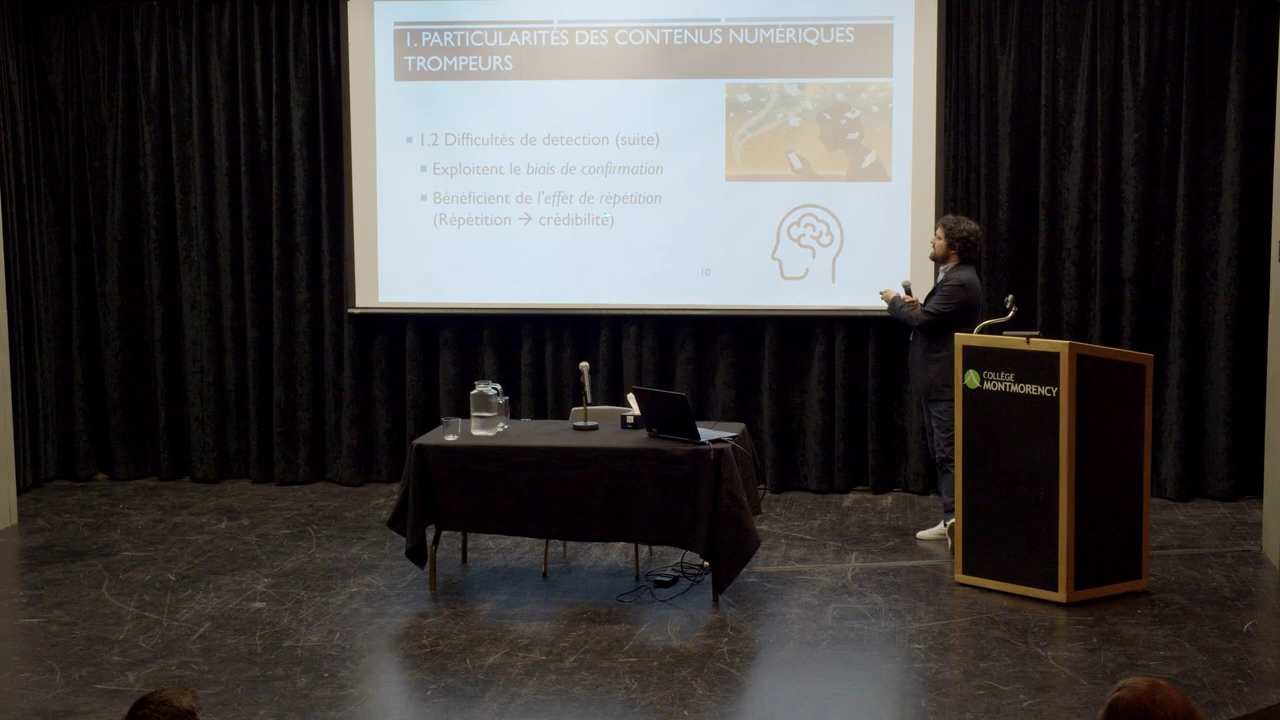 1. PARTICULARITÉS DES CONTENUS NUMÉRIQUES
TROMPEURS
1.2 Difficultés de detection (suite)
Exploitent le biais de confirmation
Bénéficient de l'effet de répétition
(Répétition → crédibilité)
10
COLLÈGE
MONTMORENCY